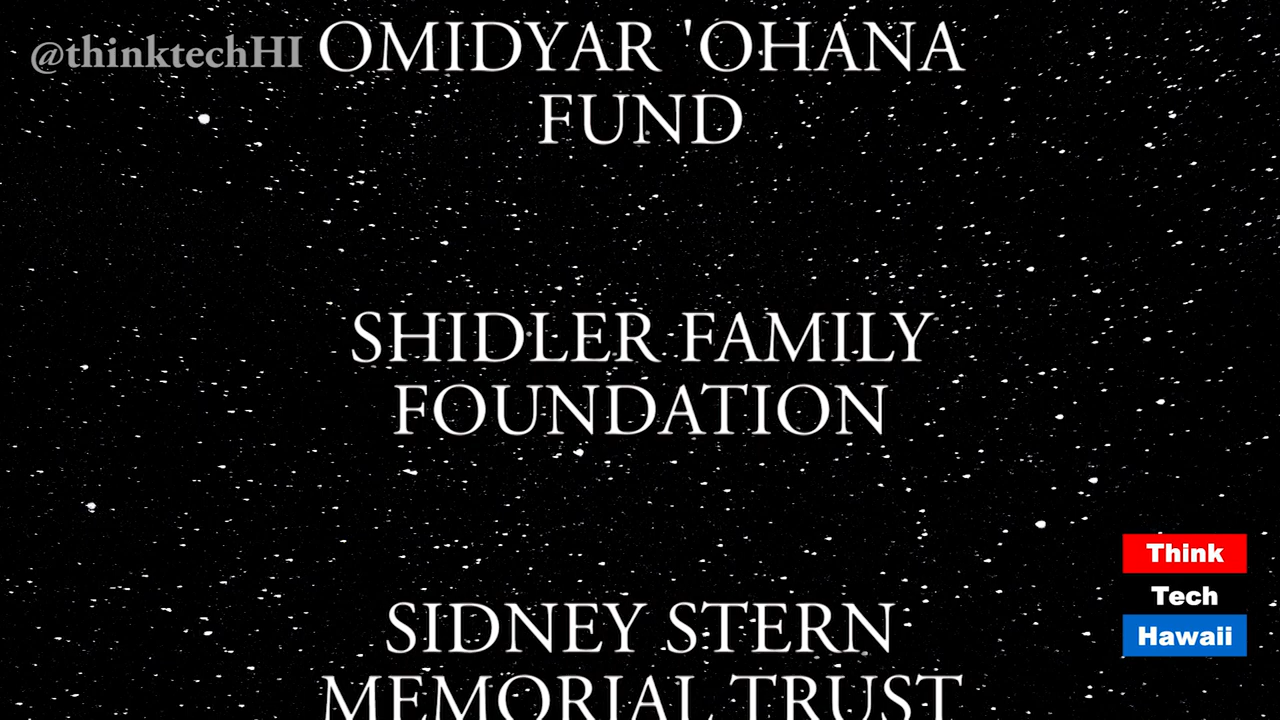 @thinktechHI
OMIDYAR 'OHANA
FUND
SHIDLER FAMILY
FOUNDATION
SIDNEY STERN
MEMORIAL TRUST
Think
Tech
Hawaii